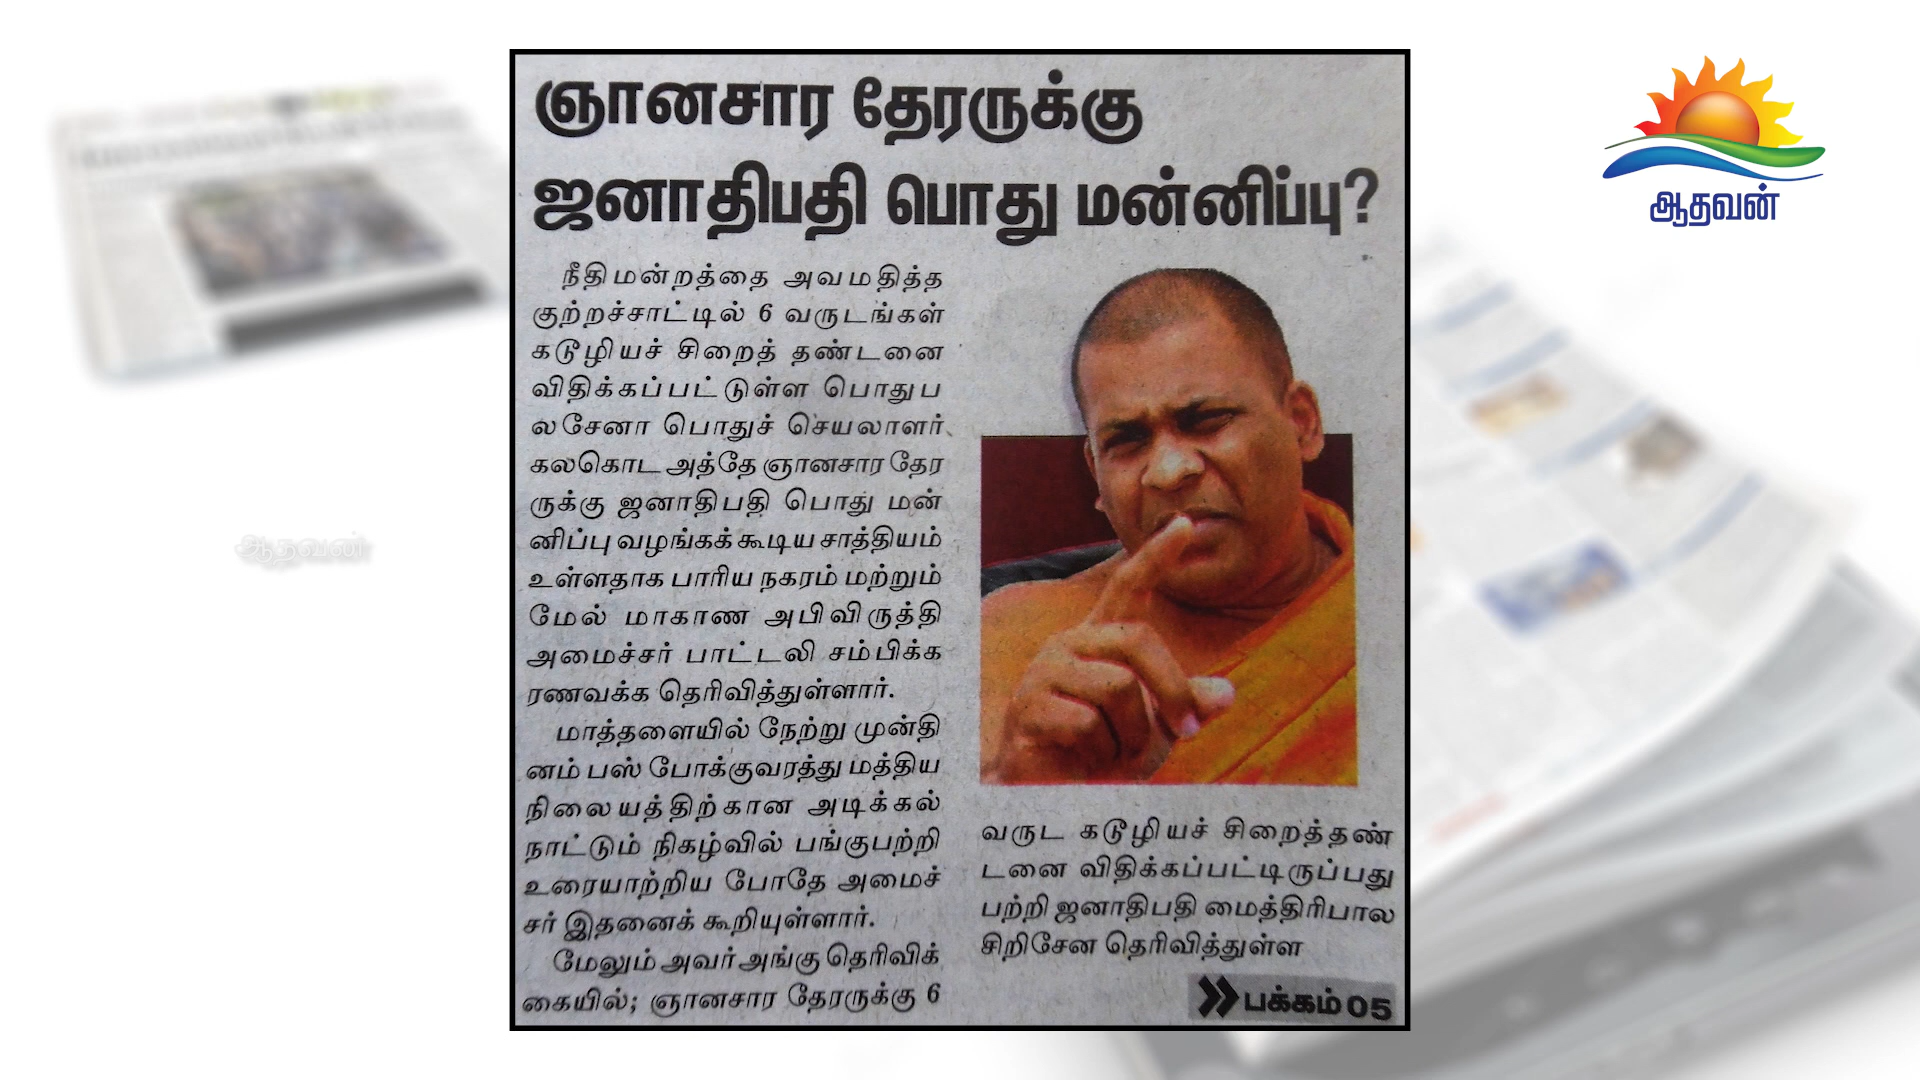 ஞானசார தேரருக்கு
ஜனாதிபதி பொது மன்னிப்பு?
நீதிமன்றத்தை அவமதித்த
குற்றச்சாட்டில் 6 வருடங்கள்
கடூழியச் சிறைத் தண்டனை
விதிக்கப்பட்டுள்ள பொதுப
லசேனா பொதுச் செயலாளர்
கலகொட அத்தே ஞானசார தேர
ருக்கு ஜனாதிபதி பொது மன்
னிப்பு வழங்கக்கூடிய சாத்தியம்
உள்ளதாக பாரிய நகரம் மற்றும்
மேல் மாகாண அபிவிருத்தி
அமைச்சர் பாட்டலி சம்பிக்க
ரணவக்க தெரிவித்துள்ளார்.
மாத்தளையில் நேற்று முன்தி
னம் பஸ் போக்குவரத்து மத்திய
நிலையத்திற்கான அடிக்கல்
நாட்டும் நிகழ்வில் பங்குபற்றி
உரையாற்றிய போதே அமைச்
சர் இதனைக் கூறியுள்ளார்.
மேலும் அவர் அங்கு தெரிவிக்
கையில்; ஞானசார தேரருக்கு 6
வருட கடூழியச் சிறைத்தண்
டனை விதிக்கப்பட்டிருப்பது
பற்றி ஜனாதிபதி மைத்திரிபால
சிறிசேன தெரிவித்துள்ள
பக்கம் 05
ஆதவன்
ஆதவன்